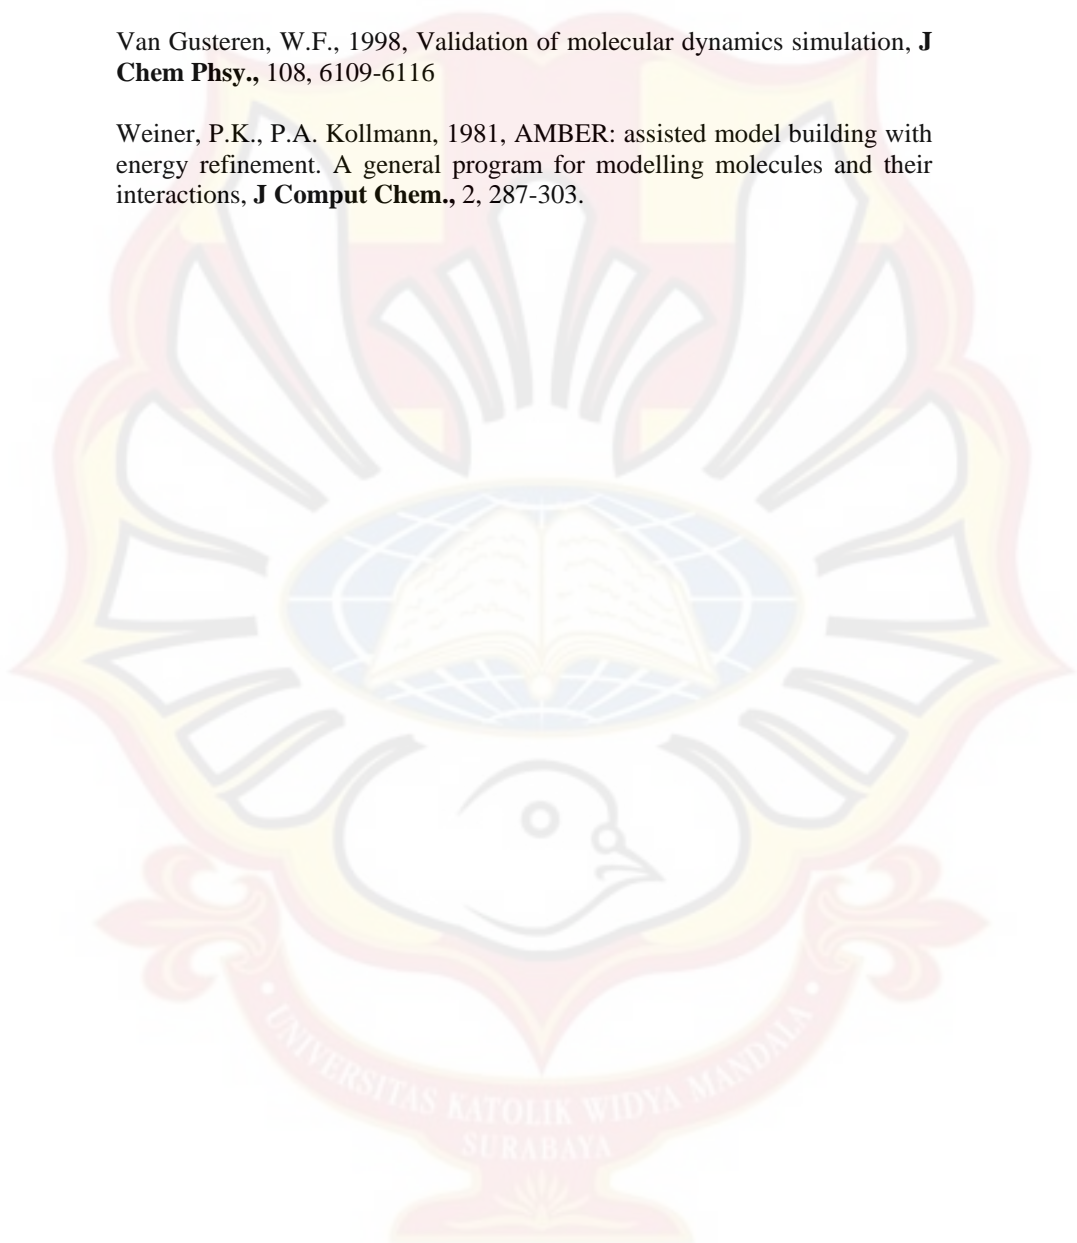 Van Gusteren, W.F., 1998, Validation of molecular dynamics simulation, J
Chem Phsy., 108, 6109-6116
Weiner, P.K., P.A. Kollmann, 1981, AMBER: assisted model building with
energy refinement. A general program for modelling molecules and their
interactions, J Comput Chem., 2, 287-303.
• UNIVERSITAS KATOLIK WIDYA MANDALA •
SURABAYA